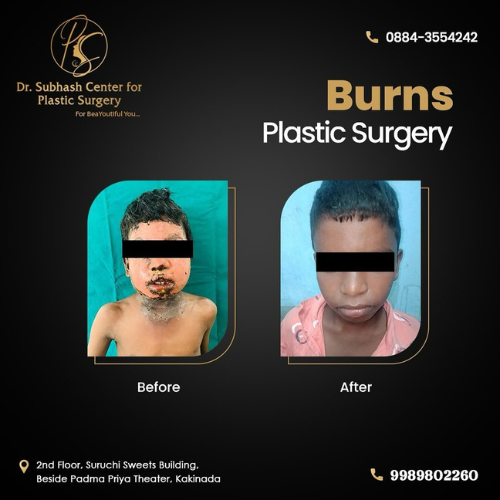 Dr. Subhash Center for
Plastic Surgery
For BeaYoutiful You...
0884-3554242
Burns
Plastic Surgery
Before
After
2nd Floor, Suruchi Sweets Building,
Beside Padma Priya Theater, Kakinada
9989802260